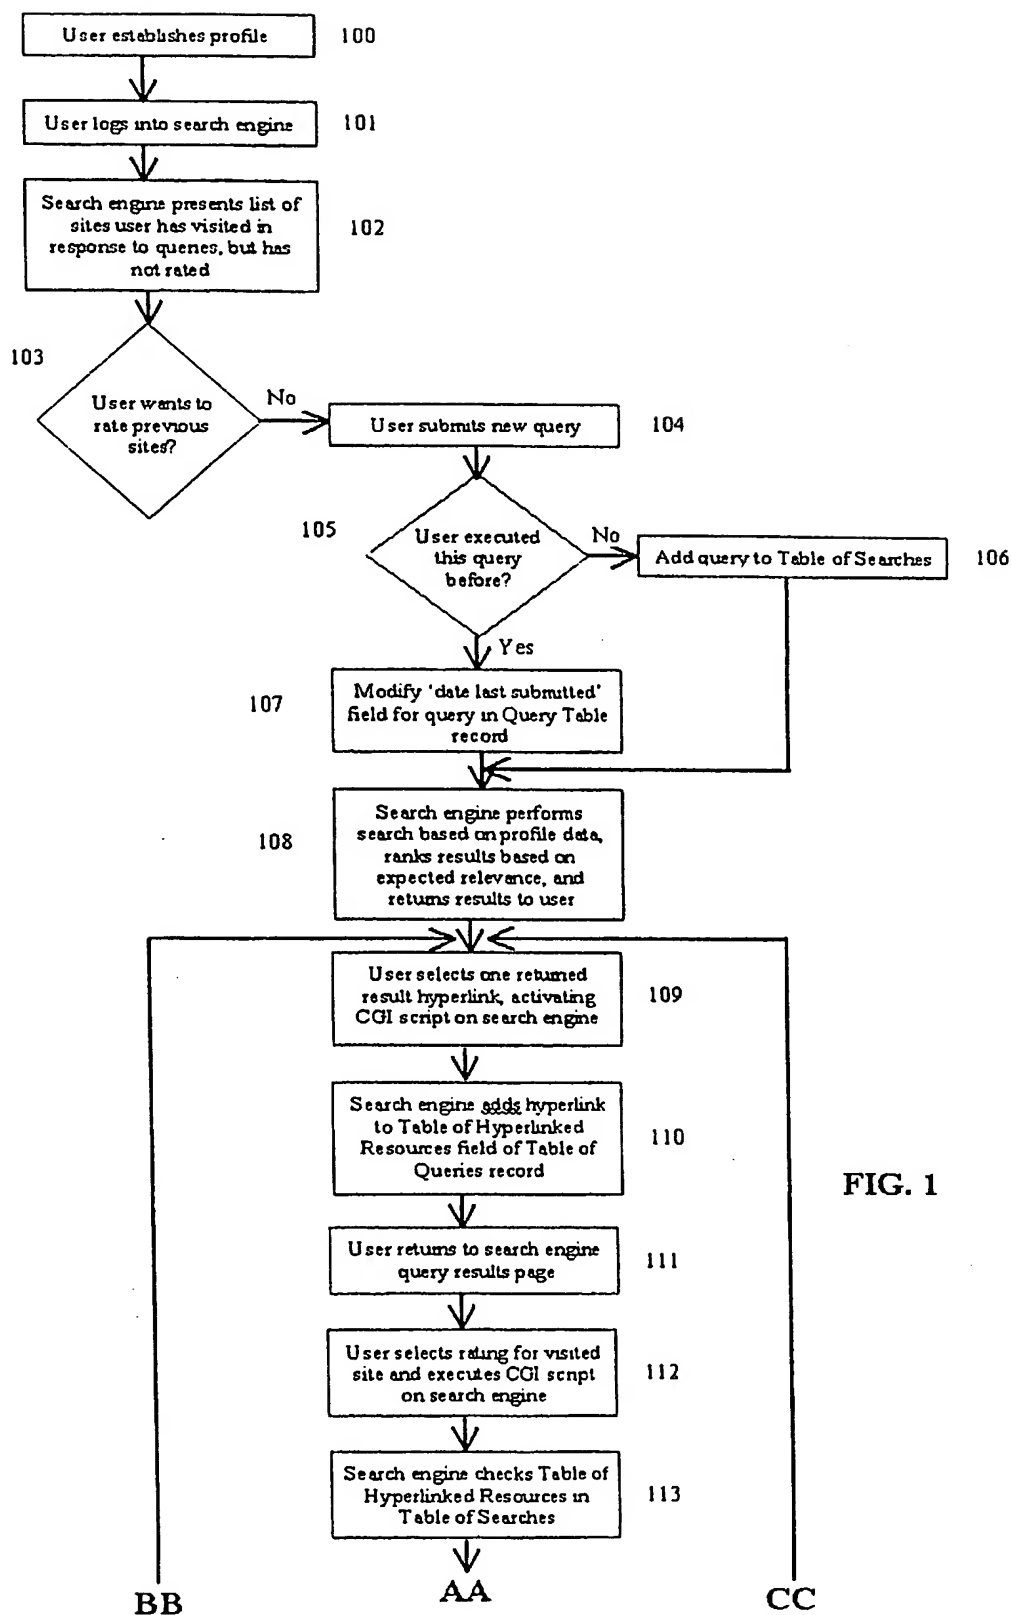 User establishes profile
100
User logs into search engine
101
Search engine presents list of
sites user has visited in
response to queries, but has
not rated
102
103
User wants to
rate previous
sites?
No
User submits new query
104
105
User executed
this query
before?
No
Add query to Table of Searches
106
Yes
107
Modify 'date last submitted'
field for query in Query Table
record
108
Search engine performs
search based on profile data,
ranks results based on
expected relevance, and
returns results to user
User selects one returned
result hyperlink, activating
CGI script on search engine
109
Search engine adds hyperlink
to Table of Hyperlinked
Resources field of Table of
Queries record
110
FIG. 1
User returns to search engine
query results page
111
User selects rating for visited
site and executes CGI script
on search engine
112
Search engine checks Table of
Hyperlinked Resources in
Table of Searches
113
BB
AA
CC